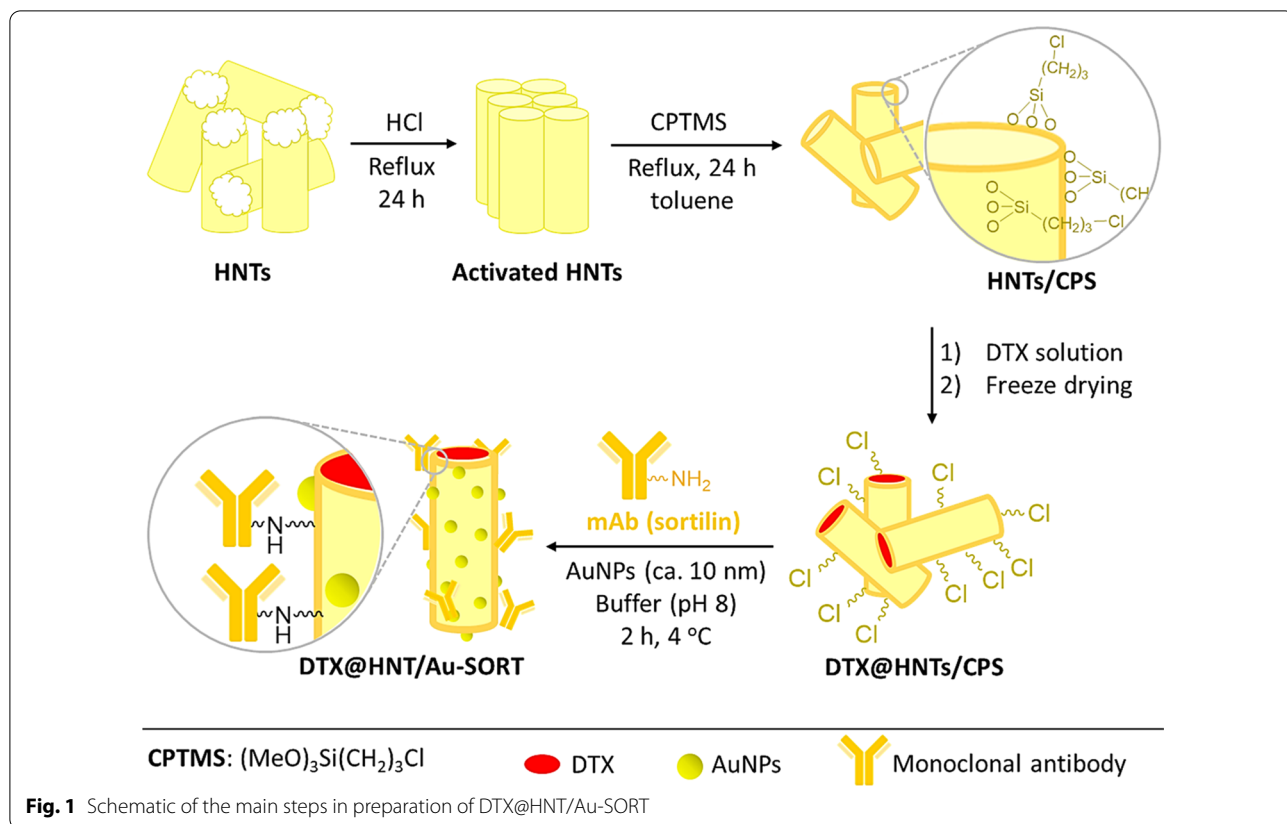 HCl
Reflux
24 h
CPTMS
Reflux, 24 h
toluene
Cl
(CH2)3
Si
O O O
O
O
O
Si
(CH
O
O
O
Si
(CH2)3—Cl
HNTs
Activated HNTs
HNTs/CPS
1) DTX solution
2) Freeze drying
N
H
N
H
NH2
mAb (sortilin)
AuNPs (ca. 10 nm)
Buffer (pH 8)
2 h, 4 °C
Cl
Cl
Cl
Cl
Cl
Cl
Cl
Cl
Cl
Cl
DTX@HNT/Au-SORT
DTX@HNTs/CPS
CPTMS: (MeO)3Si(CH2)3Cl
DTX
AuNPs
Monoclonal antibody
Fig. 1 Schematic of the main steps in preparation of DTX@HNT/Au-SORT